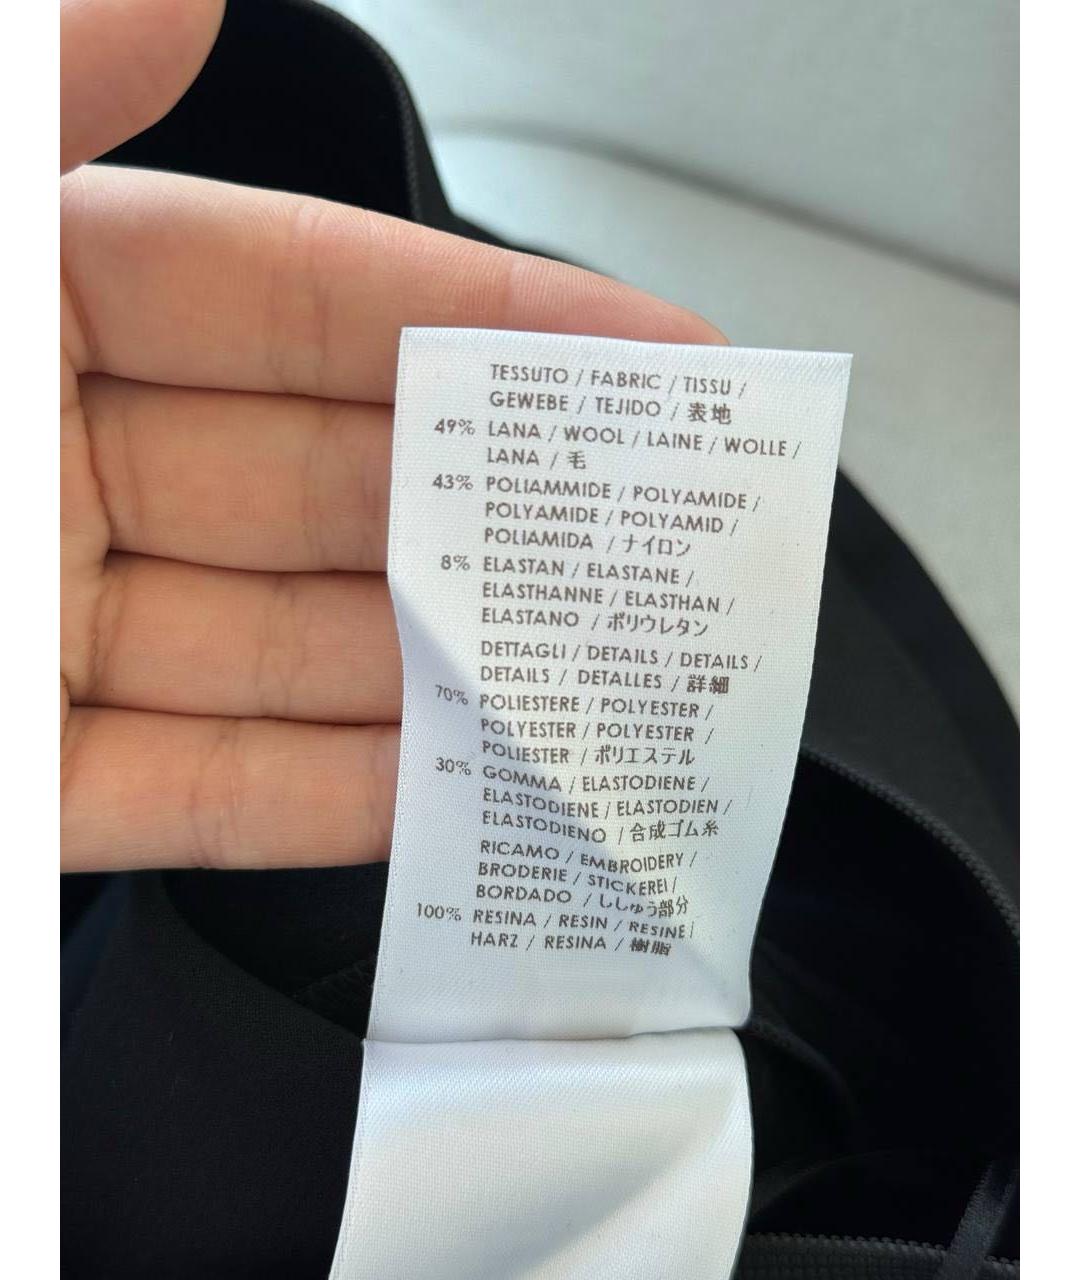 TESSUTO / FABRIC / TISSU /
GEWEBE / TEJIDO / 表地
49% LANA / WOOL / LAINE / WOLLE /
LANA / 毛
43% POLIAMMIDE / POLYAMIDE /
POLYAMIDE / POLYAMID /
POLIAMIDA / ナイロン
8% ELASTAN / ELASTANE /
ELASTHANNE / ELASTHAN /
ELASTANO / ポリウレタン
DETTAGLI / DETAILS / DETAILS /
DETAILS / DETALLES / 詳細
70% POLIESTERE / POLYESTER /
POLYESTER / POLYESTER /
POLIESTER / ポリエステル
30% GOMMA / ELASTODIENE /
ELASTODIENE / ELASTODIEN /
ELASTODIENO / 合成ゴム糸
RICAMO / EMBROIDERY /
BRODERIE / STICKEREI /
BORDADO / ししゅう部分
100% RESINA / RESIN / RESINE /
HARZ / RESINA / 樹脂